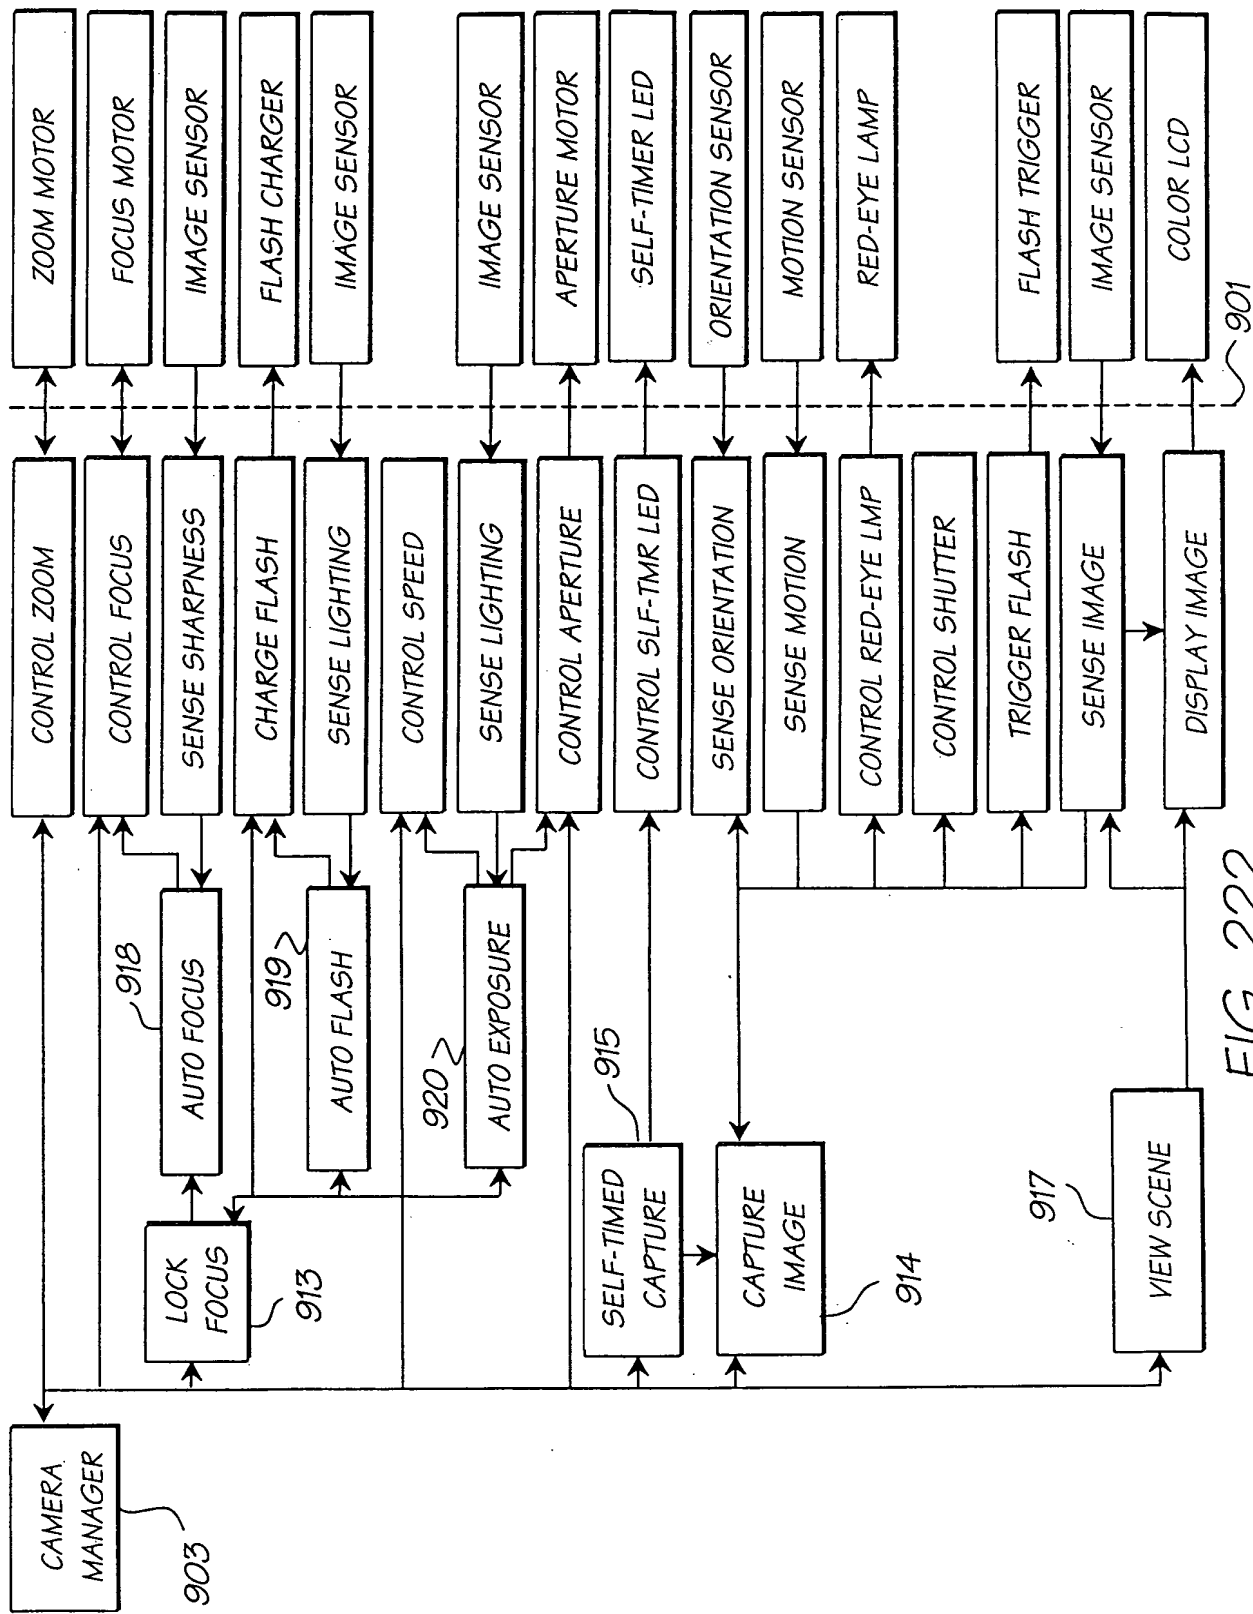 CAMERA
MANAGER
903
LOCK
FOCUS
913
SELF-TIMED
CAPTURE
915
CAPTURE
IMAGE
914
VIEW SCENE
917
AUTO FOCUS
918
AUTO FLASH
919
AUTO EXPOSURE
920
CONTROL ZOOM
CONTROL FOCUS
SENSE SHARPNESS
CHARGE FLASH
SENSE LIGHTING
CONTROL SPEED
SENSE LIGHTING
CONTROL APERTURE
CONTROL SLF-TMR LED
SENSE ORIENTATION
SENSE MOTION
CONTROL RED-EYE LMP
CONTROL SHUTTER
TRIGGER FLASH
SENSE IMAGE
DISPLAY IMAGE
ZOOM MOTOR
FOCUS MOTOR
IMAGE SENSOR
FLASH CHARGER
IMAGE SENSOR
IMAGE SENSOR
APERTURE MOTOR
SELF-TIMER LED
ORIENTATION SENSOR
MOTION SENSOR
RED-EYE LAMP
FLASH TRIGGER
IMAGE SENSOR
COLOR LCD
901
FIG. 222